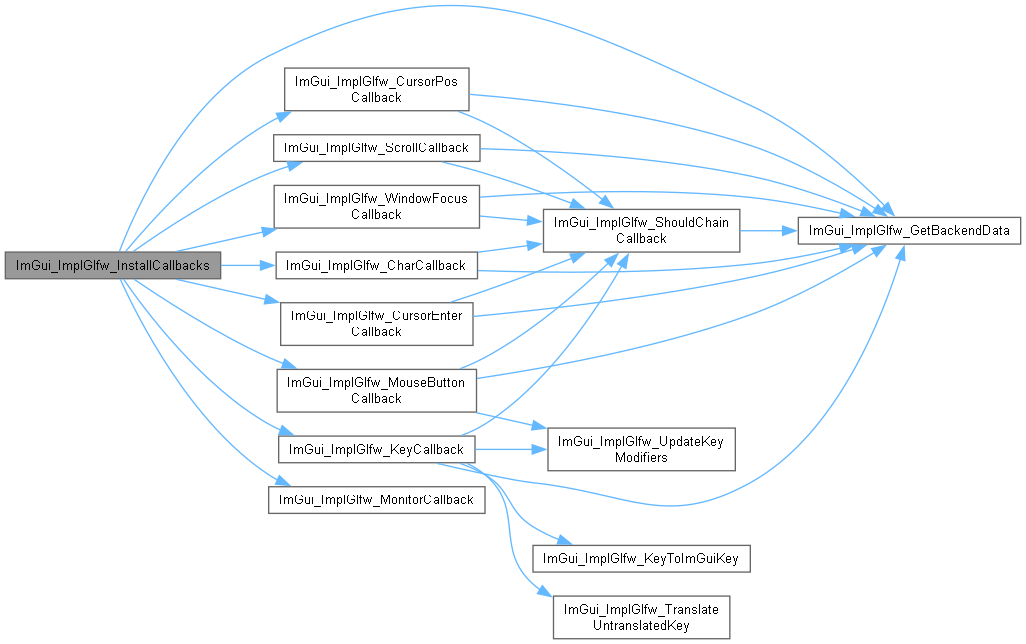 ImGui_ImplGlfw_InstallCallbacks
ImGui_ImplGlfw_CursorPos
Callback
ImGui_ImplGlfw_ScrollCallback
ImGui_ImplGlfw_WindowFocus
Callback
ImGui_ImplGlfw_CharCallback
ImGui_ImplGlfw_CursorEnter
Callback
ImGui_ImplGlfw_MouseButton
Callback
ImGui_ImplGlfw_KeyCallback
ImGui_ImplGlfw_MonitorCallback
ImGui_ImplGlfw_ShouldChain
Callback
ImGui_ImplGlfw_UpdateKey
Modifiers
ImGui_ImplGlfw_KeyToImGuiKey
ImGui_ImplGlfw_Translate
UntranslatedKey
ImGui_ImplGlfw_GetBackendData